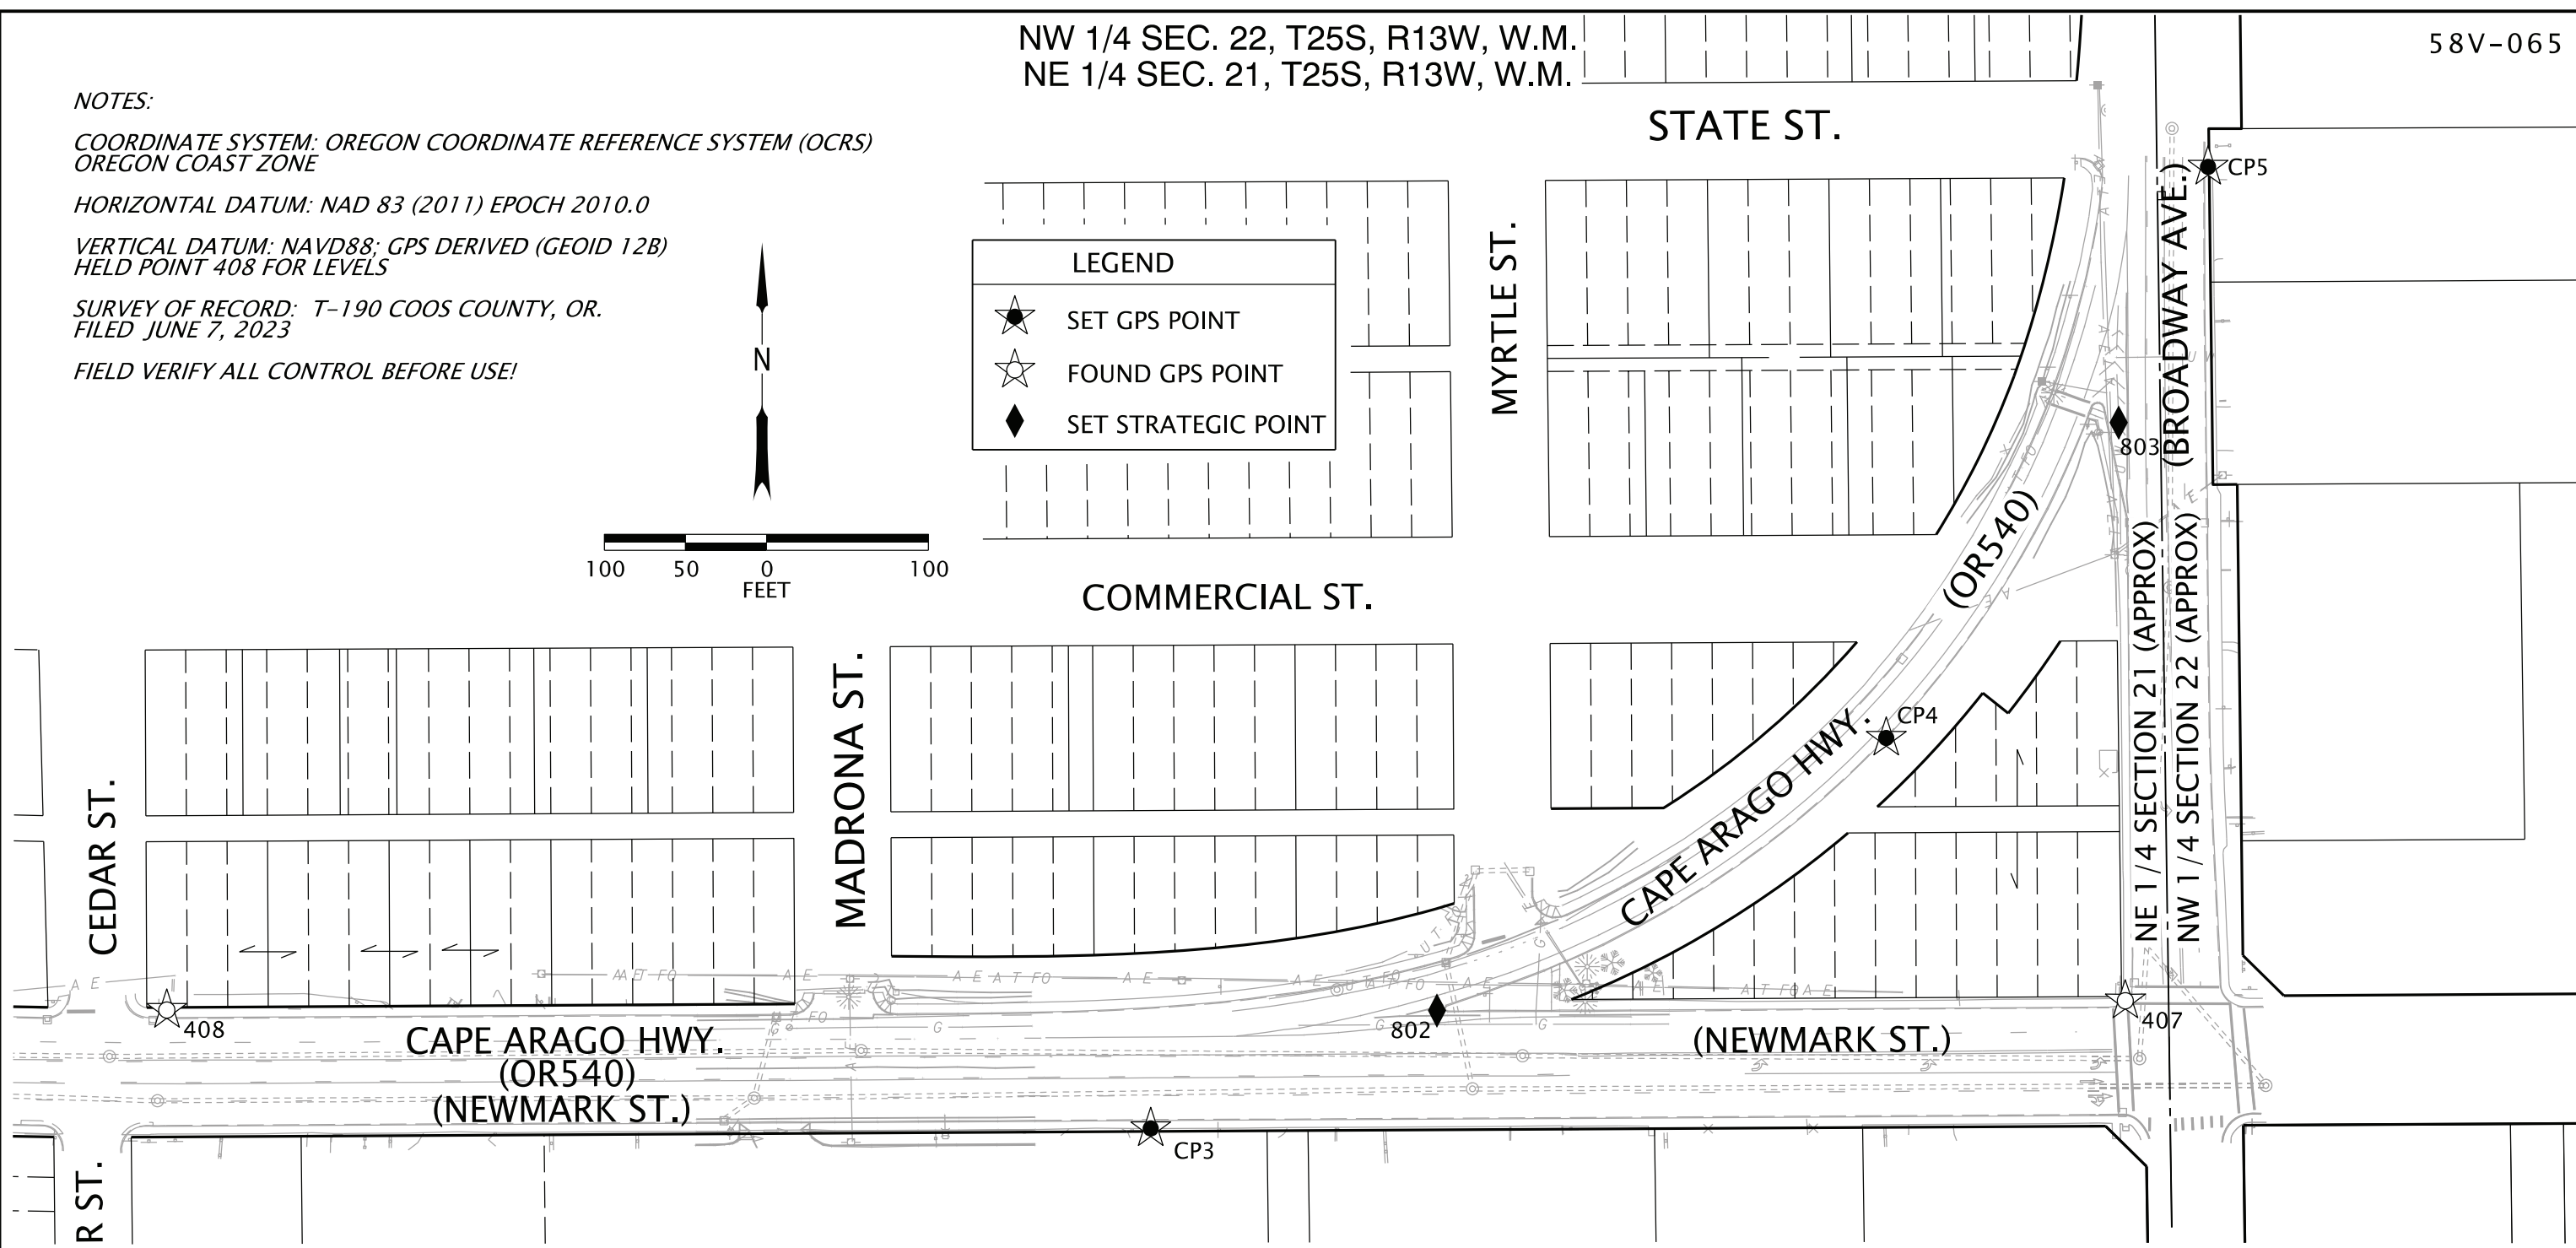 NW 1/4 SEC. 22, T25S, R13W, W.M.
NE 1/4 SEC. 21, T25S, R13W, W.M.
58V-065
NOTES:
COORDINATE SYSTEM: OREGON COORDINATE REFERENCE SYSTEM (OCRS)
OREGON COAST ZONE
HORIZONTAL DATUM: NAD 83 (2011) EPOCH 2010.0
VERTICAL DATUM: NAVD88; GPS DERIVED (GEOID 12B)
HELD POINT 408 FOR LEVELS
SURVEY OF RECORD: T-190 COOS COUNTY, OR.
FILED JUNE 7, 2023
FIELD VERIFY ALL CONTROL BEFORE USE!
N
100 50 0 100
FEET
LEGEND
SET GPS POINT
FOUND GPS POINT
SET STRATEGIC POINT
STATE ST.
MYRTLE ST.
(BROADWAY AVE.)
CP5
803
COMMERCIAL ST.
(OR540)
CAPE ARAGO HWY.
CP4
NE 1/4 SECTION 21 (APPROX)
NW 1/4 SECTION 22 (APPROX)
CEDAR ST.
MADRONA ST.
408
CAPE ARAGO HWY.
(OR540)
(NEWMARK ST.)
802
(NEWMARK ST.)
407
CP3
R ST.